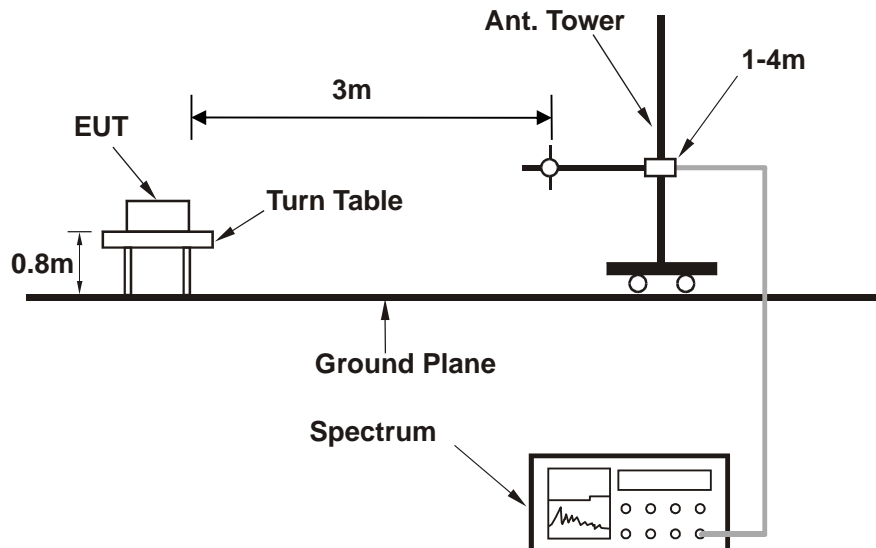 Ant. Tower
1-4m
3m
EUT
Turn Table
0.8m
Ground Plane
Spectrum